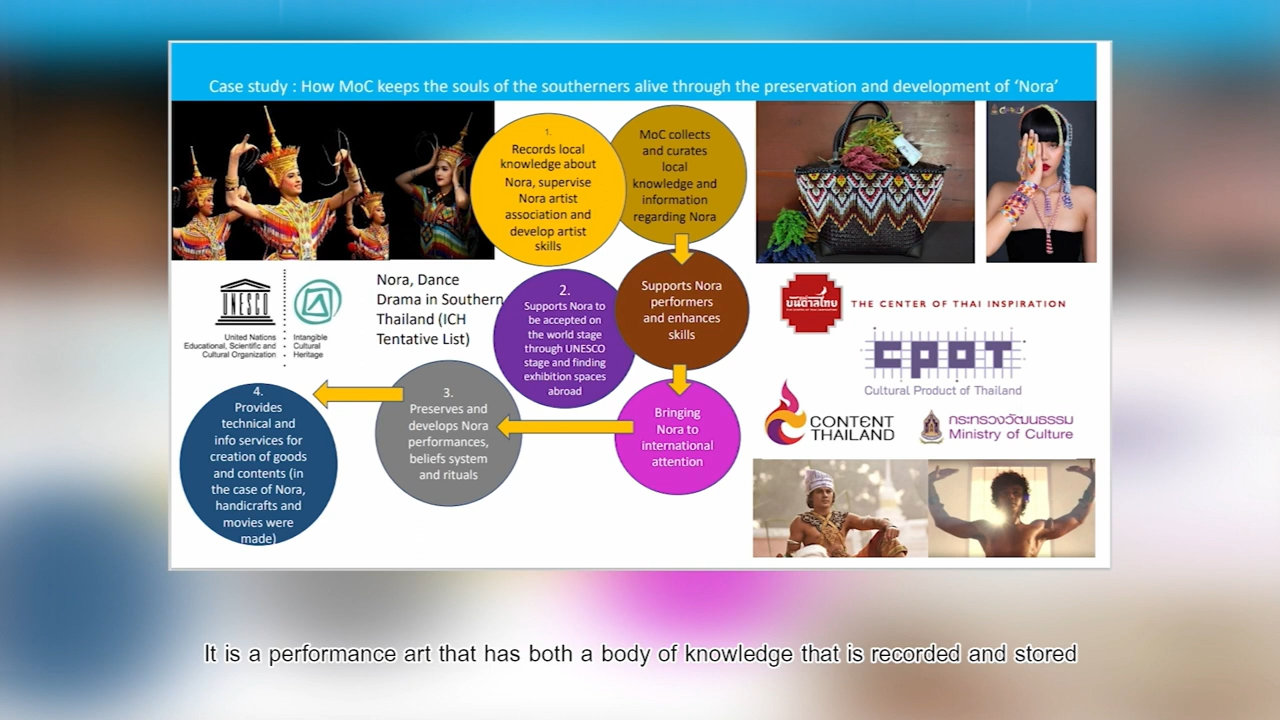 Case study : How MoC keeps the souls of the southerners alive through the preservation and development of ‘Nora’
1.
Records local
knowledge about
Nora, supervise
Nora artist
association and
develop artist
skills
MoC collects
and curates
local
knowledge and
information
regarding Nora
UNESCO
United Nations
Educational, Scientific and
Cultural Organization
Intangible
Cultural
Heritage
Nora, Dance
Drama in Southern
Thailand (ICH
Tentative List)
2.
Supports Nora to
be accepted on
the world stage
through UNESCO
stage and finding
exhibition spaces
abroad
Supports Nora
performers
and enhances
skills
4.
Provides
technical and
info services for
creation of goods
and contents (in
the case of Nora,
handicrafts and
movies were
made)
3.
Preserves and
develops Nora
performances,
beliefs system
and rituals
Bringing
Nora to
international
attention
บันดาลไทย
THE CENTER OF THAI INSPIRATION
CPOT
Cultural Product of Thailand
CONTENT
THAILAND
กระทรวงวัฒนธรรม
Ministry of Culture
It is a performance art that has both a body of knowledge that is recorded and stored